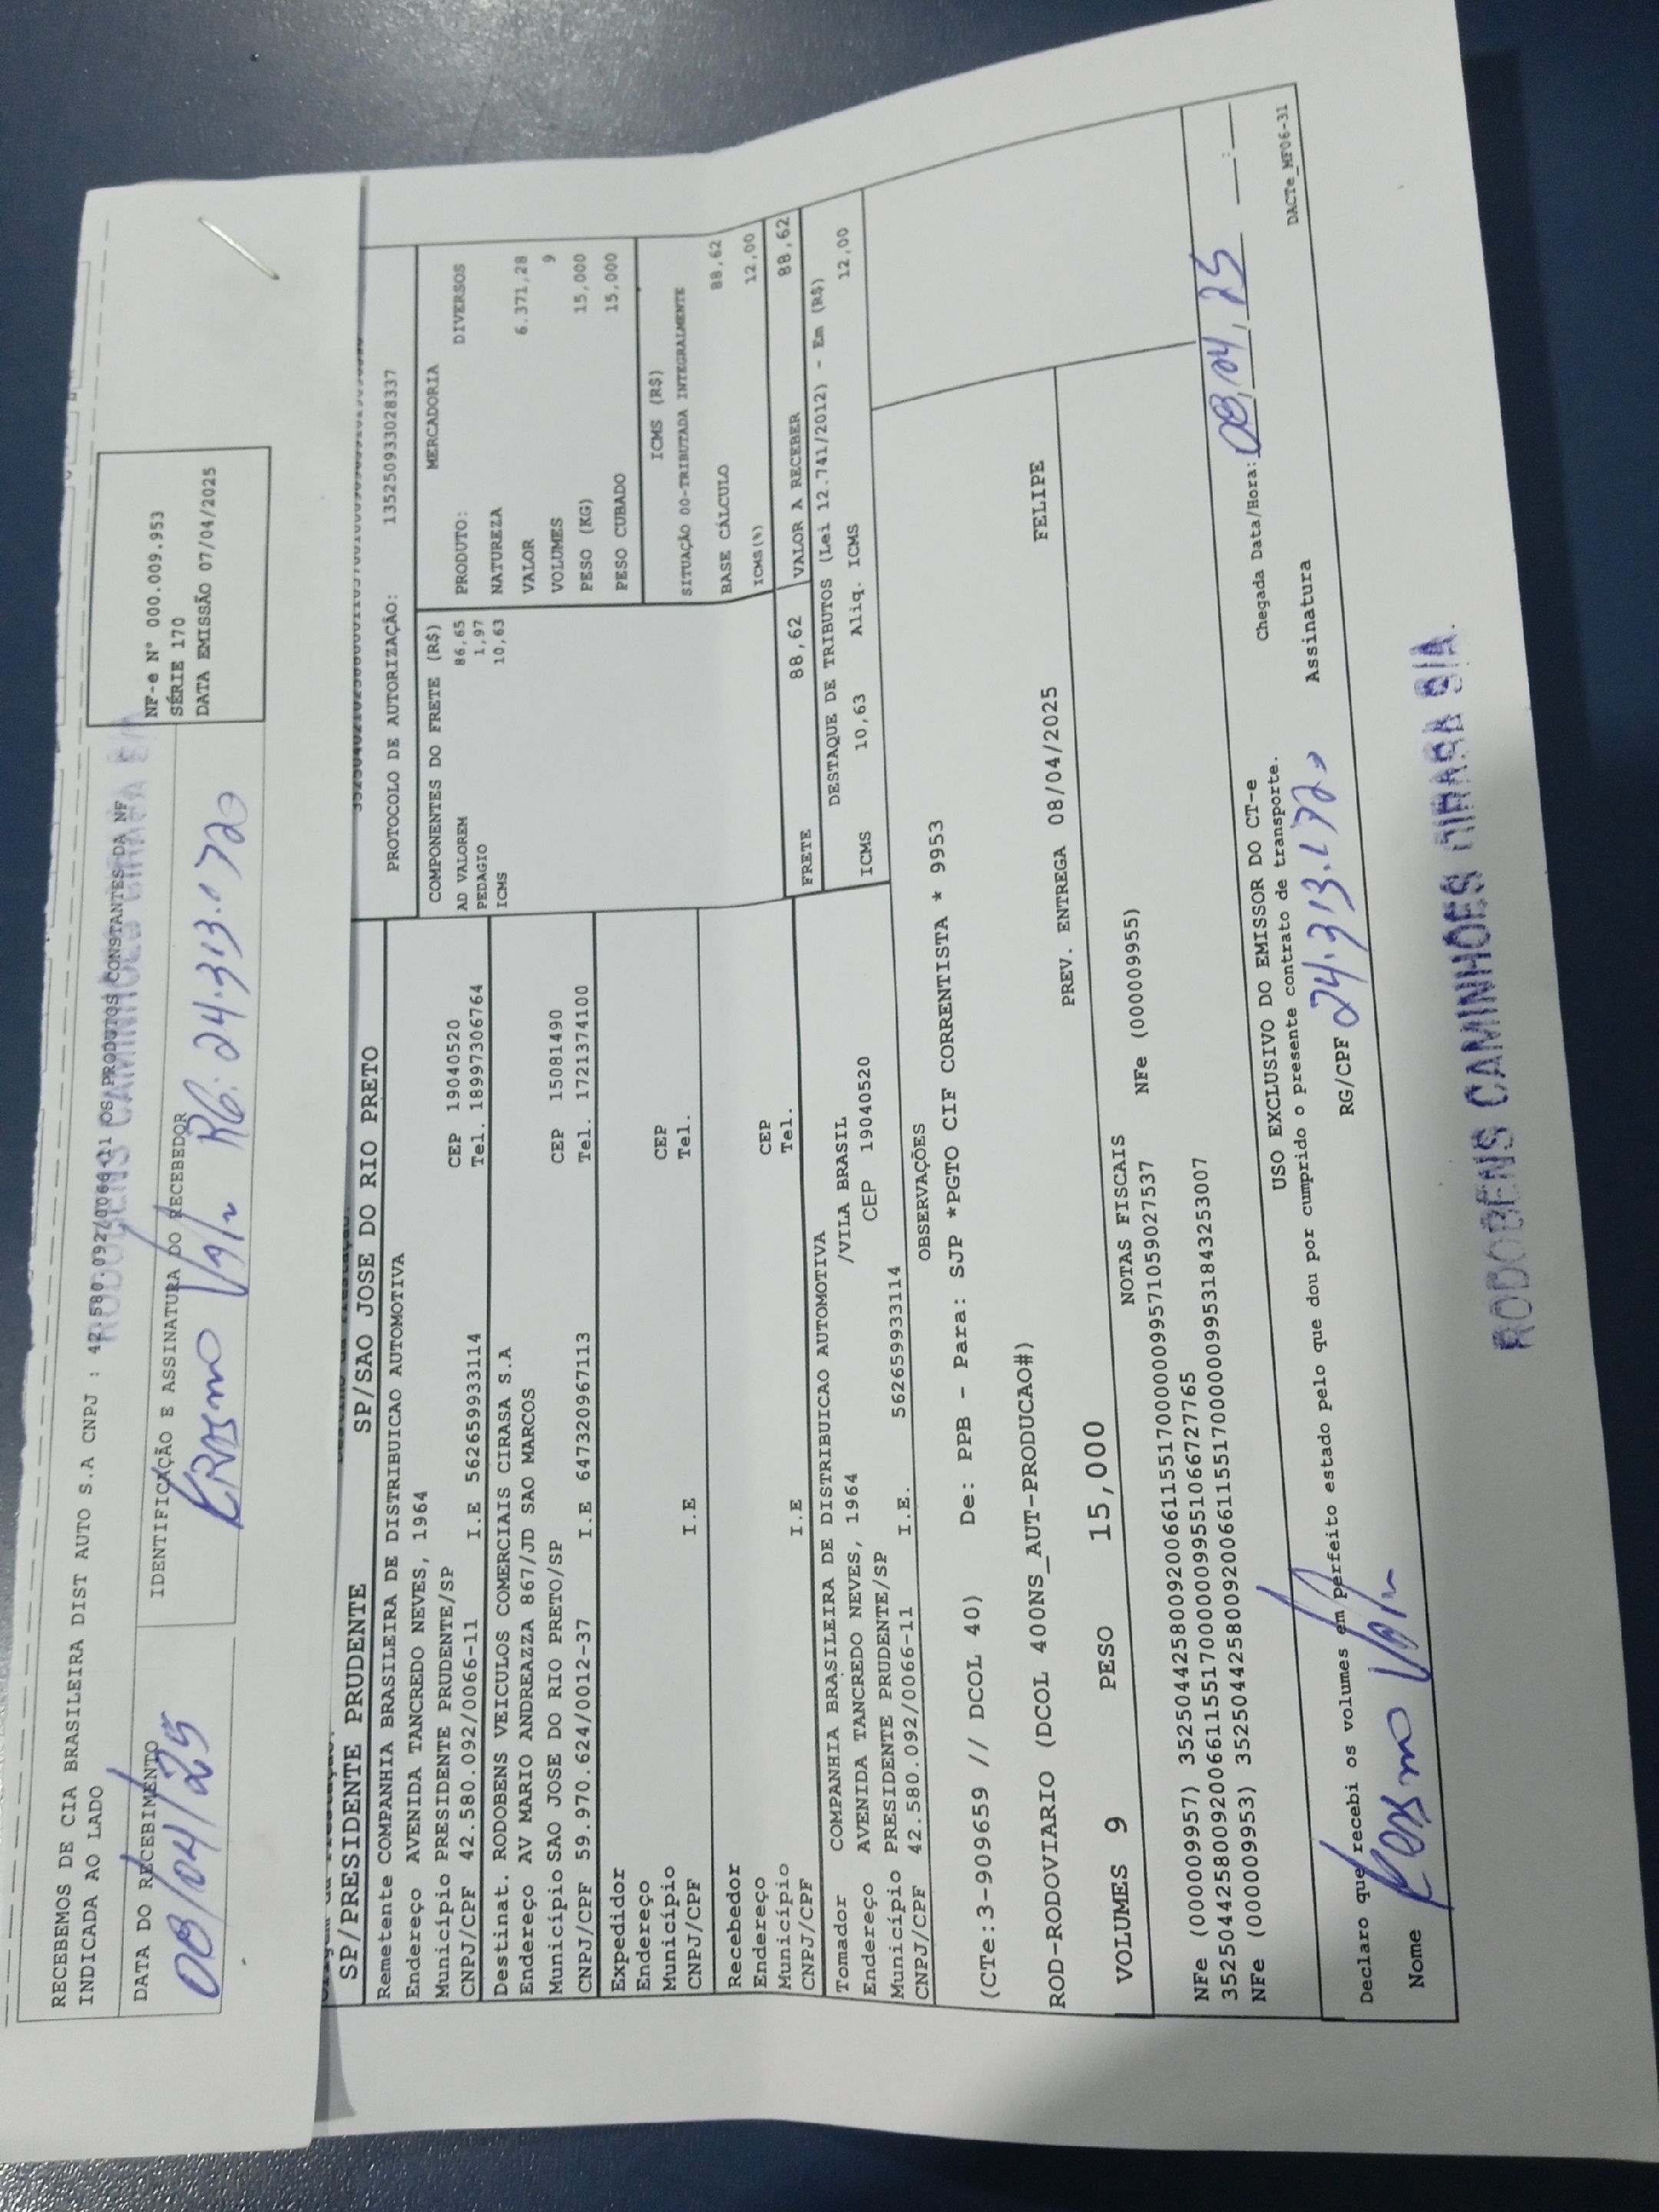 RECEBEMOS DE CIA BRASILEIRA DIST AUTO S.A CNPJ : 42.580.092/0066-11 OS PRODUTOS CONSTANTES DA NF
INDICADA AO LADO
RODOBENS CAMINHOES CIRASA S/A
NF-e N° 000.009.953
SÉRIE 170
DATA EMISSÃO 07/04/2025
DATA DO RECEBIMENTO
08/04/25
IDENTIFICAÇÃO E ASSINATURA DO RECEBEDOR
RG. 24.313.172
SP/PRESIDENTE PRUDENTE SP/SAO JOSE DO RIO PRETO
PROTOCOLO DE AUTORIZAÇÃO: 135250933028337
Remetente COMPANHIA BRASILEIRA DE DISTRIBUICAO AUTOMOTIVA
Endereço AVENIDA TANCREDO NEVES, 1964
Município PRESIDENTE PRUDENTE/SP CEP 19040520
CNPJ/CPF 42.580.092/0066-11 I.E 562659933114 Tel. 18997306764
Destinat. RODOBENS VEICULOS COMERCIAIS CIRASA S.A
Endereço AV MARIO ANDREAZZA 867/JD SAO MARCOS
Município SAO JOSE DO RIO PRETO/SP CEP 15081490
CNPJ/CPF 59.970.624/0012-37 I.E 647320967113 Tel. 1721374100
Expedidor
Endereço
Município CEP
CNPJ/CPF I.E Tel.
Recebedor
Endereço
Município CEP
CNPJ/CPF I.E Tel.
Tomador COMPANHIA BRASILEIRA DE DISTRIBUICAO AUTOMOTIVA
Endereço AVENIDA TANCREDO NEVES, 1964 /VILA BRASIL
Município PRESIDENTE PRUDENTE/SP CEP 19040520
CNPJ/CPF 42.580.092/0066-11 I.E. 562659933114
COMPONENTES DO FRETE (R$)
AD VALOREM 86,65
PEDAGIO 1,97
ICMS 10,63
MERCADORIA
PRODUTO: DIVERSOS
NATUREZA
VALOR 6.371,28
VOLUMES 9
PESO (KG) 15,000
PESO CUBADO 15,000
ICMS (R$)
SITUAÇÃO 00-TRIBUTADA INTEGRALMENTE
BASE CÁLCULO 88,62
ICMS(%) 12,00
FRETE 88,62 VALOR A RECEBER 88,62
DESTAQUE DE TRIBUTOS (Lei 12.741/2012) - Em (R$)
ICMS 10,63 Aliq. ICMS 12,00
OBSERVAÇÕES
(CTe:3-909659 // DCOL 40) De: PPB - Para: SJP *PGTO CIF CORRENTISTA * 9953
ROD-RODOVIARIO (DCOL 400NS_AUT-PRODUCAO#) FELIPE
VOLUMES 9 PESO 15,000 PREV. ENTREGA 08/04/2025
NOTAS FISCAIS
NFe (000009957) 35250442580092006611551700000099571059027537 NFe (000009955)
35250442580092006611551700000099551066727765
NFe (000009953) 35250442580092006611551700000099531843253007
USO EXCLUSIVO DO EMISSOR DO CT-e
Chegada Data/Hora: 08/04/25
Declaro que recebi os volumes em perfeito estado pelo que dou por cumprido o presente contrato de transporte.
Nome RG/CPF 24.313.172 Assinatura
DACTe_MF06-31
RODOBENS CAMINHOES CIRASA S/A.